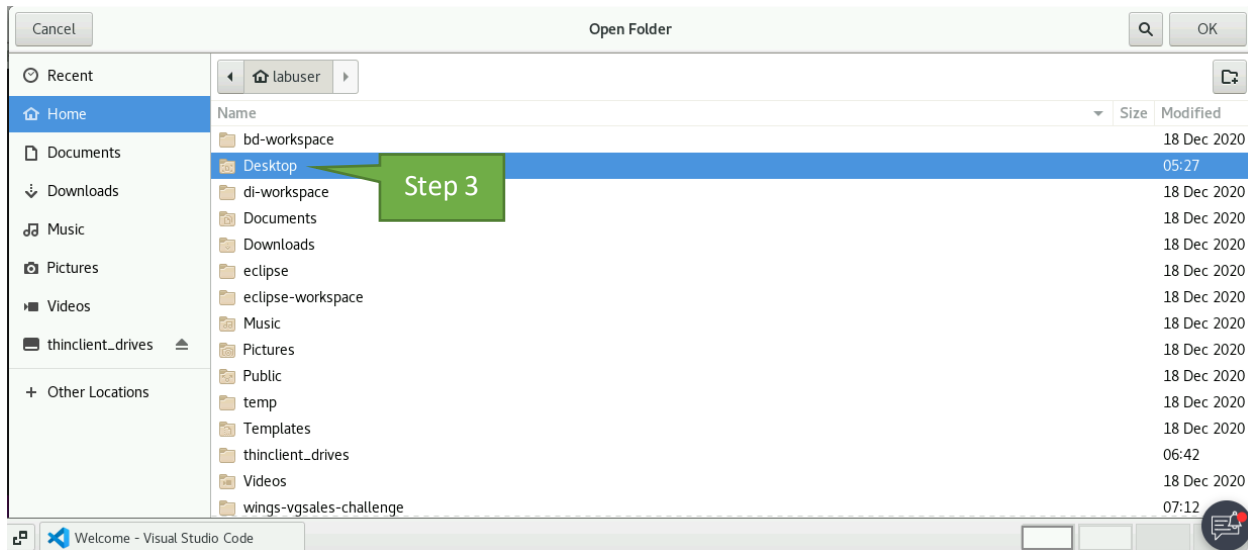 Cancel Open Folder OK
Recent
Home
Documents
Downloads
Music
Pictures
Videos
thinclient_drives
+ Other Locations
labuser
Name Size Modified
bd-workspace 18 Dec 2020
Desktop 05:27
Step 3
di-workspace 18 Dec 2020
Documents 18 Dec 2020
Downloads 18 Dec 2020
eclipse 18 Dec 2020
eclipse-workspace 18 Dec 2020
Music 18 Dec 2020
Pictures 18 Dec 2020
Public 18 Dec 2020
temp 18 Dec 2020
Templates 18 Dec 2020
thinclient_drives 06:42
Videos 18 Dec 2020
wings-vgsales-challenge 07:12
Welcome - Visual Studio Code